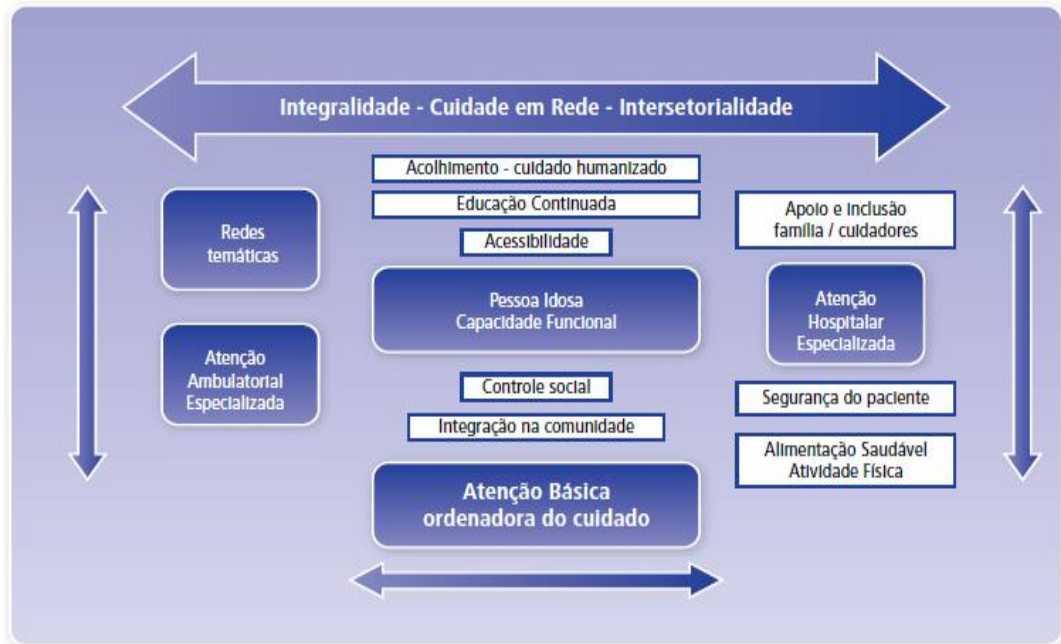 Integralidade - Cuidade em Rede - Intersetorialidade
Acolhimento - cuidado humanizado
Educação Continuada
Acessibilidade
Redes
temáticas
Apoio e inclusão
família / cuidadores
Pessoa Idosa
Capacidade Funcional
Atenção
Hospitalar
Especializada
Atenção
Ambulatorial
Especializada
Controle social
Integração na comunidade
Segurança do paciente
Alimentação Saudável
Atividade Física
Atenção Básica
ordenadora do cuidado